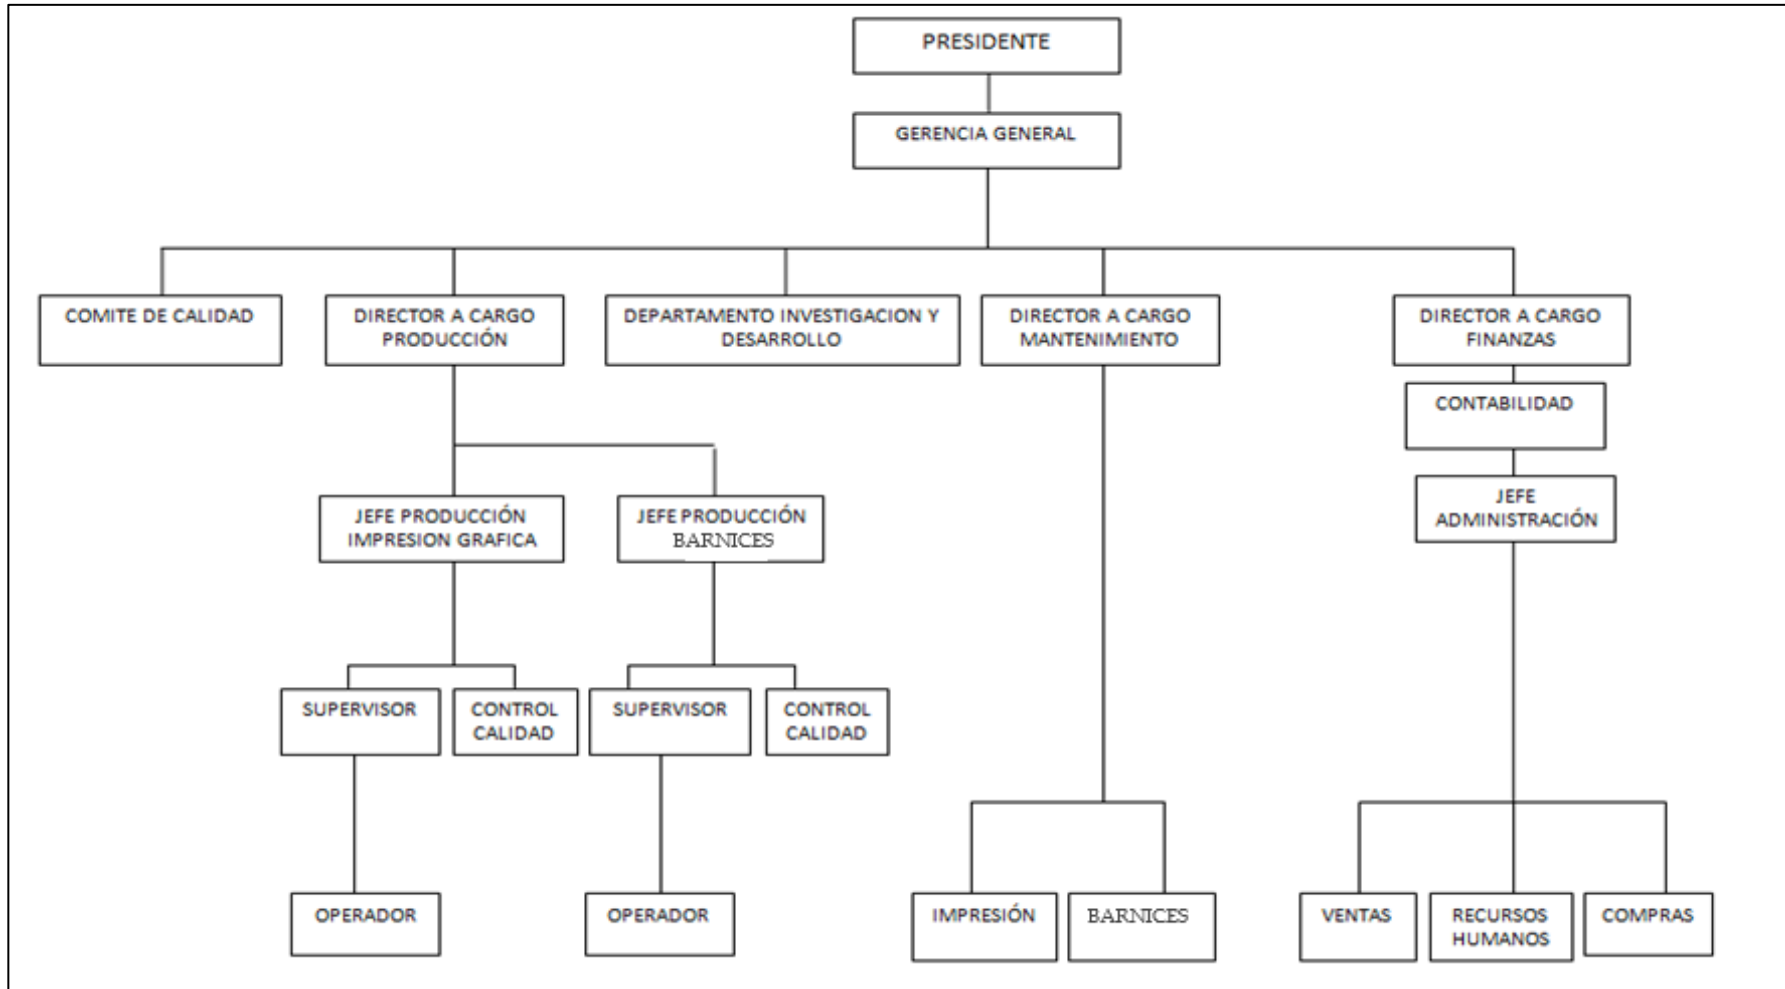 PRESIDENTE
GERENCIA GENERAL
COMITE DE CALIDAD
DIRECTOR A CARGO
PRODUCCIÓN
DEPARTAMENTO INVESTIGACION Y
DESARROLLO
DIRECTOR A CARGO
MANTENIMIENTO
DIRECTOR A CARGO
FINANZAS
CONTABILIDAD
JEFE PRODUCCIÓN
IMPRESION GRAFICA
JEFE PRODUCCIÓN
BARNICES
JEFE
ADMINISTRACIÓN
SUPERVISOR
CONTROL
CALIDAD
SUPERVISOR
CONTROL
CALIDAD
OPERADOR
OPERADOR
IMPRESIÓN
BARNICES
VENTAS
RECURSOS
HUMANOS
COMPRAS